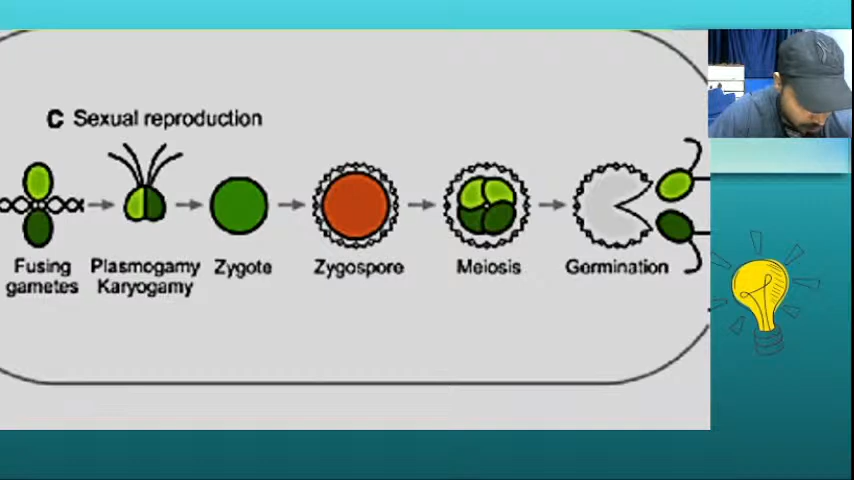 C Sexual reproduction
Fusing gametes
Plasmogamy Karyogamy
Zygote
Zygospore
Meiosis
Germination